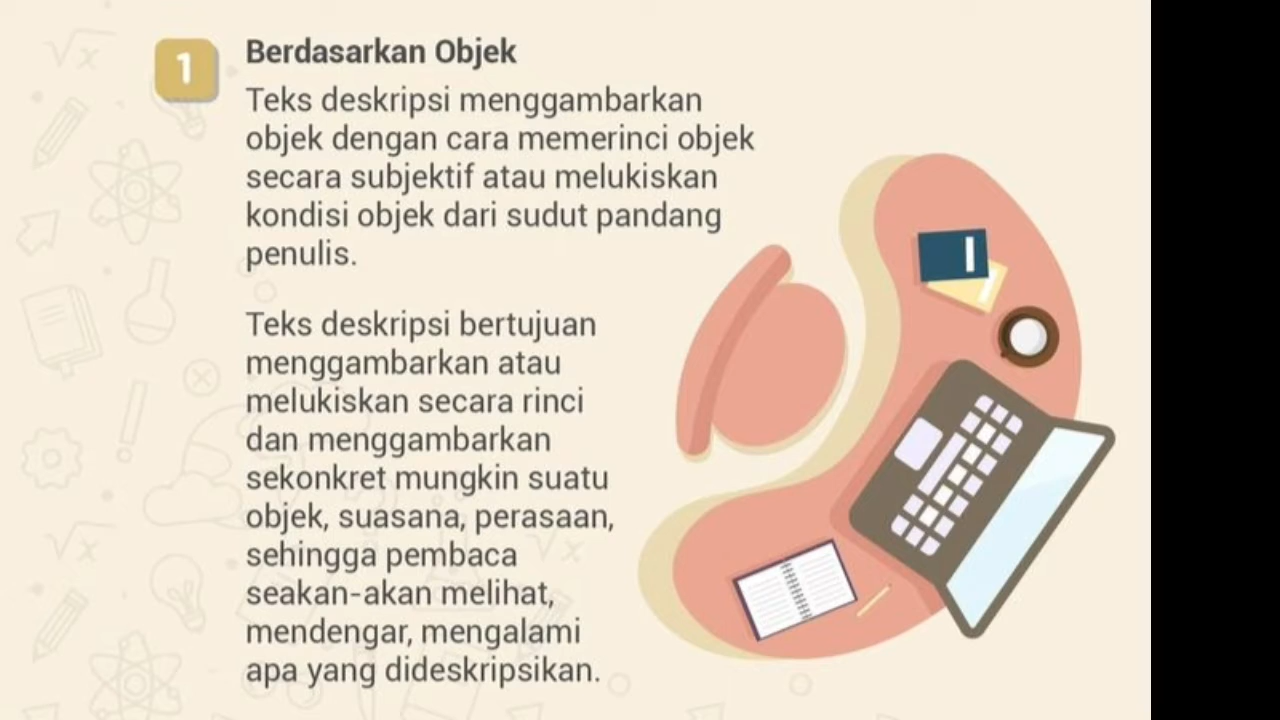 1
Berdasarkan Objek
Teks deskripsi menggambarkan
objek dengan cara memerinci objek
secara subjektif atau melukiskan
kondisi objek dari sudut pandang
penulis.
Teks deskripsi bertujuan
menggambarkan atau
melukiskan secara rinci
dan menggambarkan
sekonkret mungkin suatu
objek, suasana, perasaan,
sehingga pembaca
seakan-akan melihat,
mendengar, mengalami
apa yang dideskripsikan.